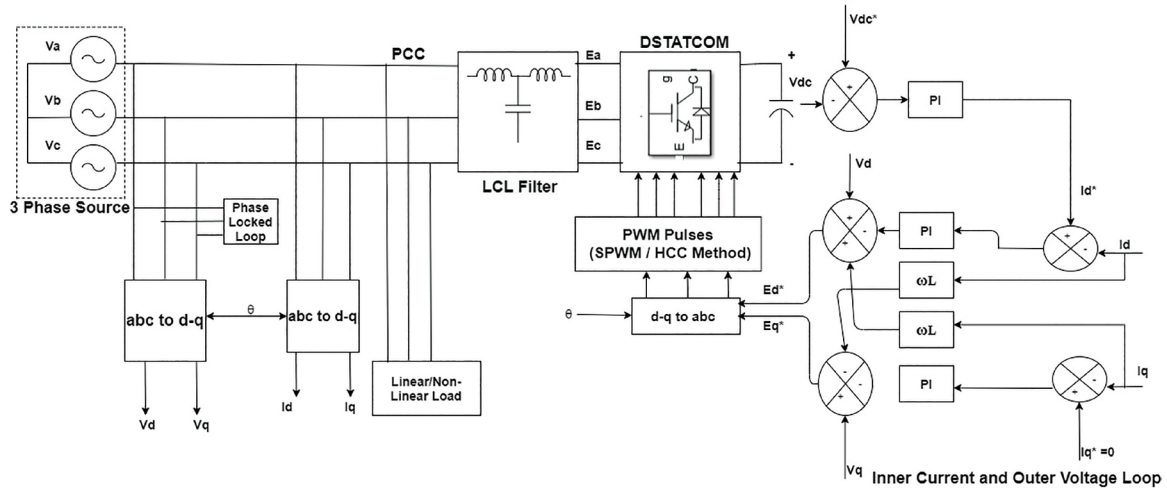 Vdc*
DSTATCOM
Va
PCC
Ea
+
Vdc
g
C
+
-
PI
Vb
Eb
Vc
Ec
E
-
LCL Filter
3 Phase Source
Phase
Locked
Loop
Vd
Id*
PWM Pulses
(SPWM / HCC Method)
-
+
-
PI
+
-
Id
ωL
Ed*
abc to d-q
θ
abc to d-q
θ
d-q to abc
Eq*
ωL
Linear/Non-
Linear Load
-
-
+
PI
-
+
Iq
Id
Iq
Vd
Vq
Iq* =0
Vq
Inner Current and Outer Voltage Loop